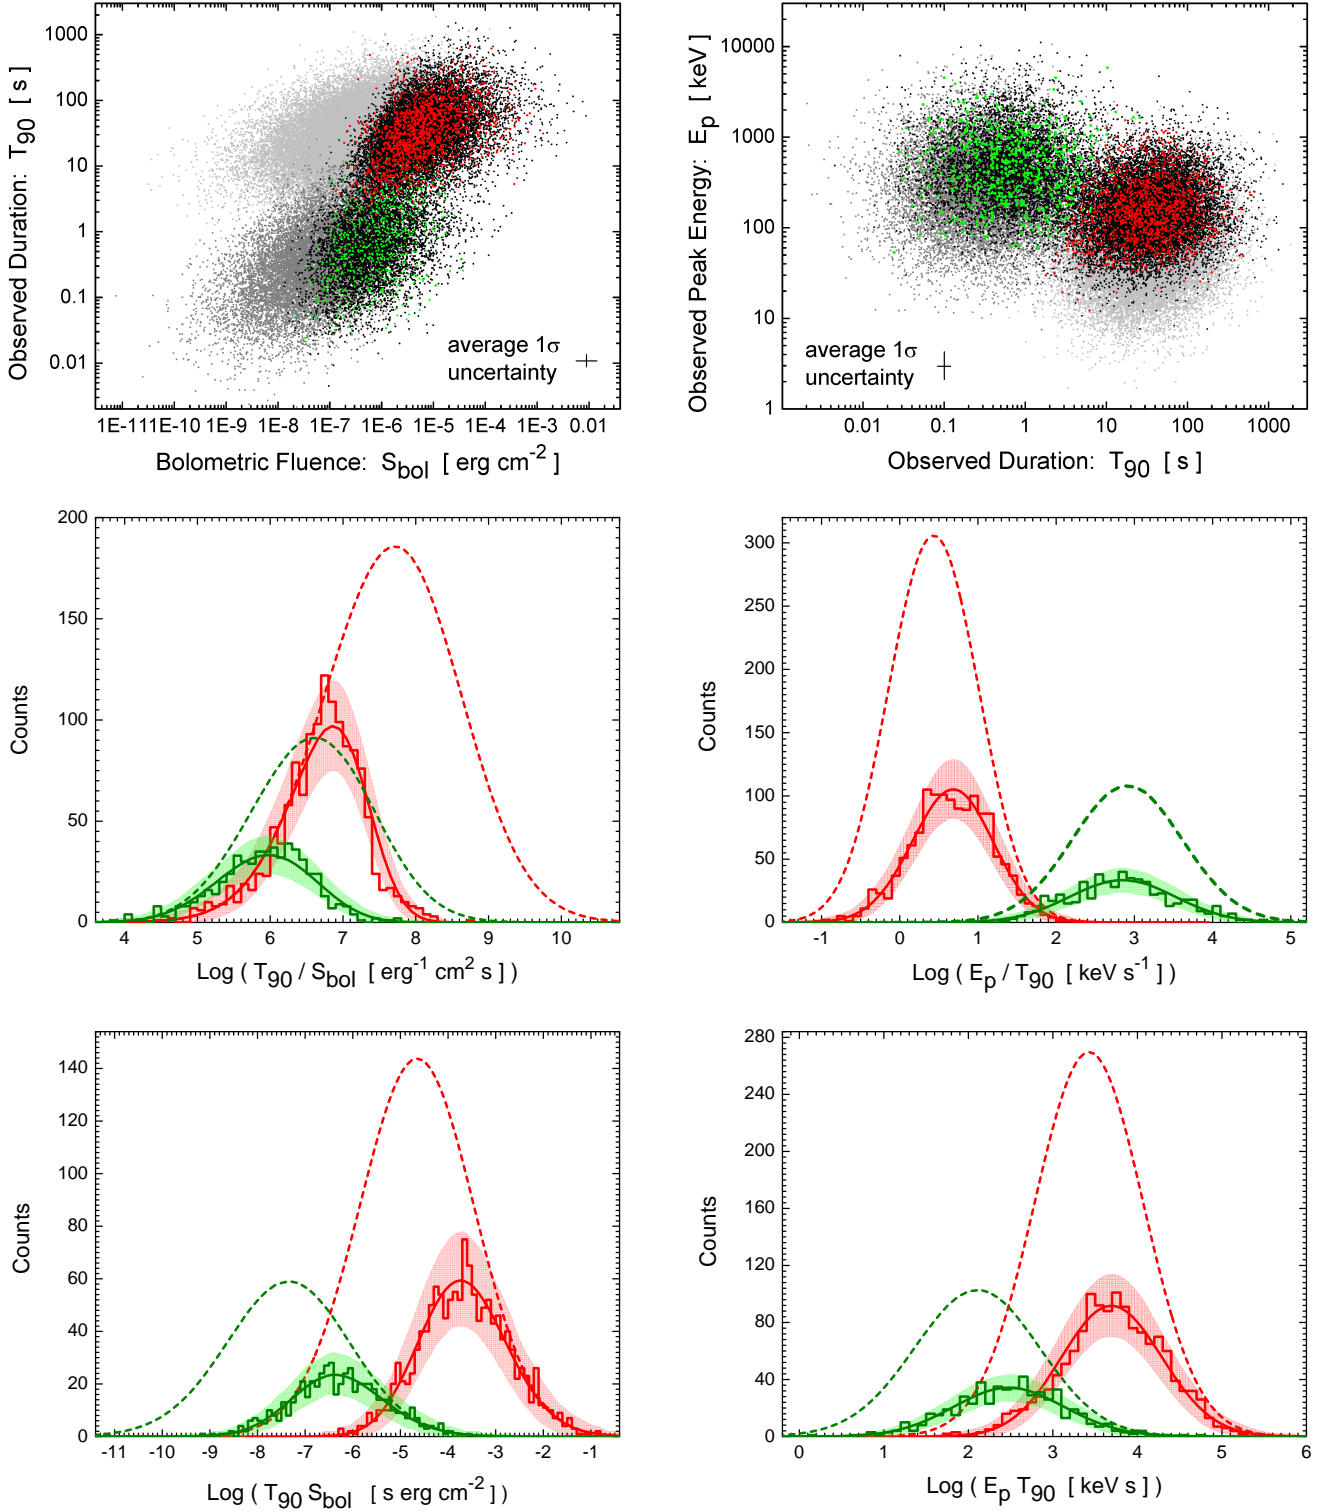 Observed Duration: T90 [ s ]
1000
100
10
1
0.1
0.01
average 1σ
uncertainty
1E-11 1E-10 1E-9 1E-8 1E-7 1E-6 1E-5 1E-4 1E-3 0.01
Bolometric Fluence: Sbol [ erg cm-2 ]
Observed Peak Energy: Ep [ keV ]
10000
1000
100
10
1
average 1σ
uncertainty
0.01 0.1 1 10 100 1000
Observed Duration: T90 [ s ]
Counts
200
150
100
50
0
4 5 6 7 8 9 10
Log ( T90 / Sbol [ erg-1 cm2 s ] )
Counts
300
250
200
150
100
50
0
-1 0 1 2 3 4 5
Log ( Ep / T90 [ keV s-1 ] )
Counts
140
120
100
80
60
40
20
0
-11 -10 -9 -8 -7 -6 -5 -4 -3 -2 -1
Log ( T90 Sbol [ s erg cm-2 ] )
Counts
280
240
200
160
120
80
40
0
0 1 2 3 4 5 6
Log ( Ep T90 [ keV s ] )